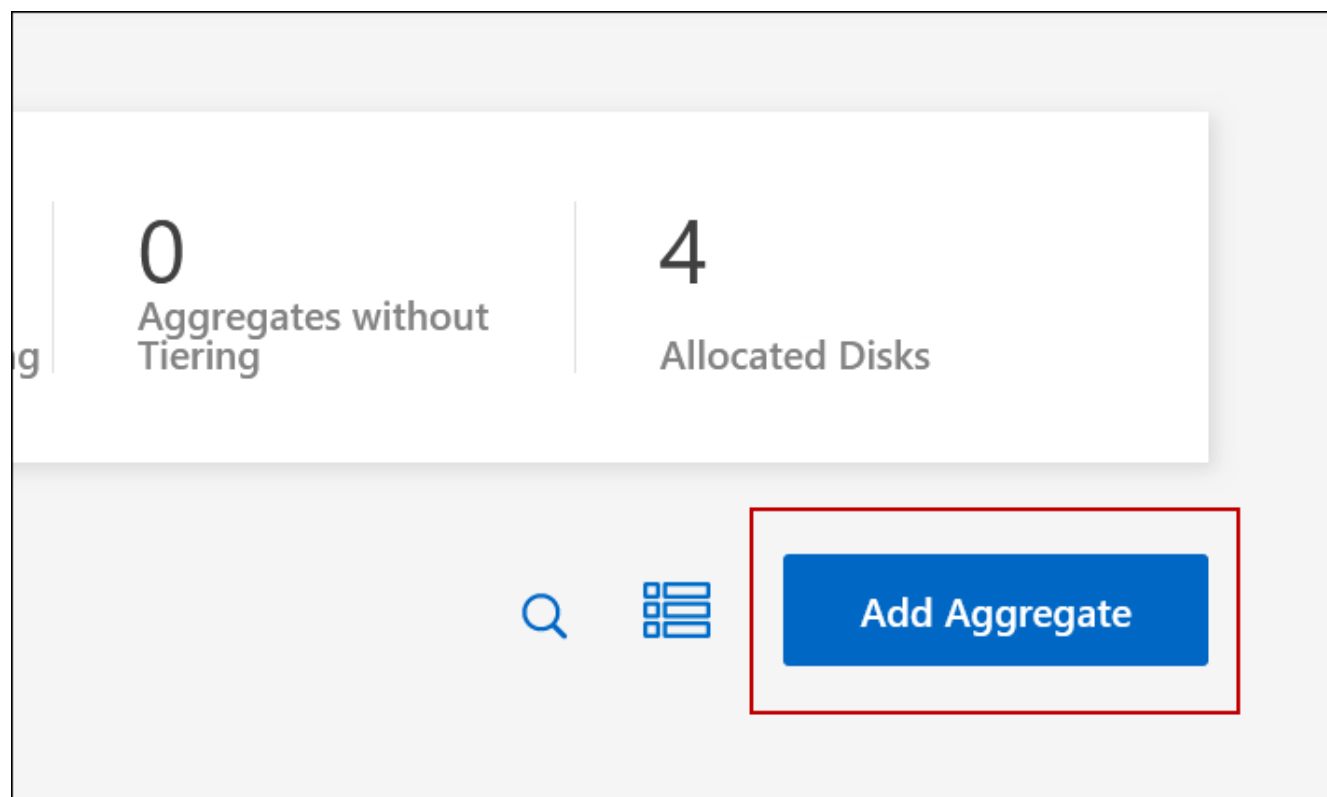 0
Aggregates without
Tiering
4
Allocated Disks
Add Aggregate